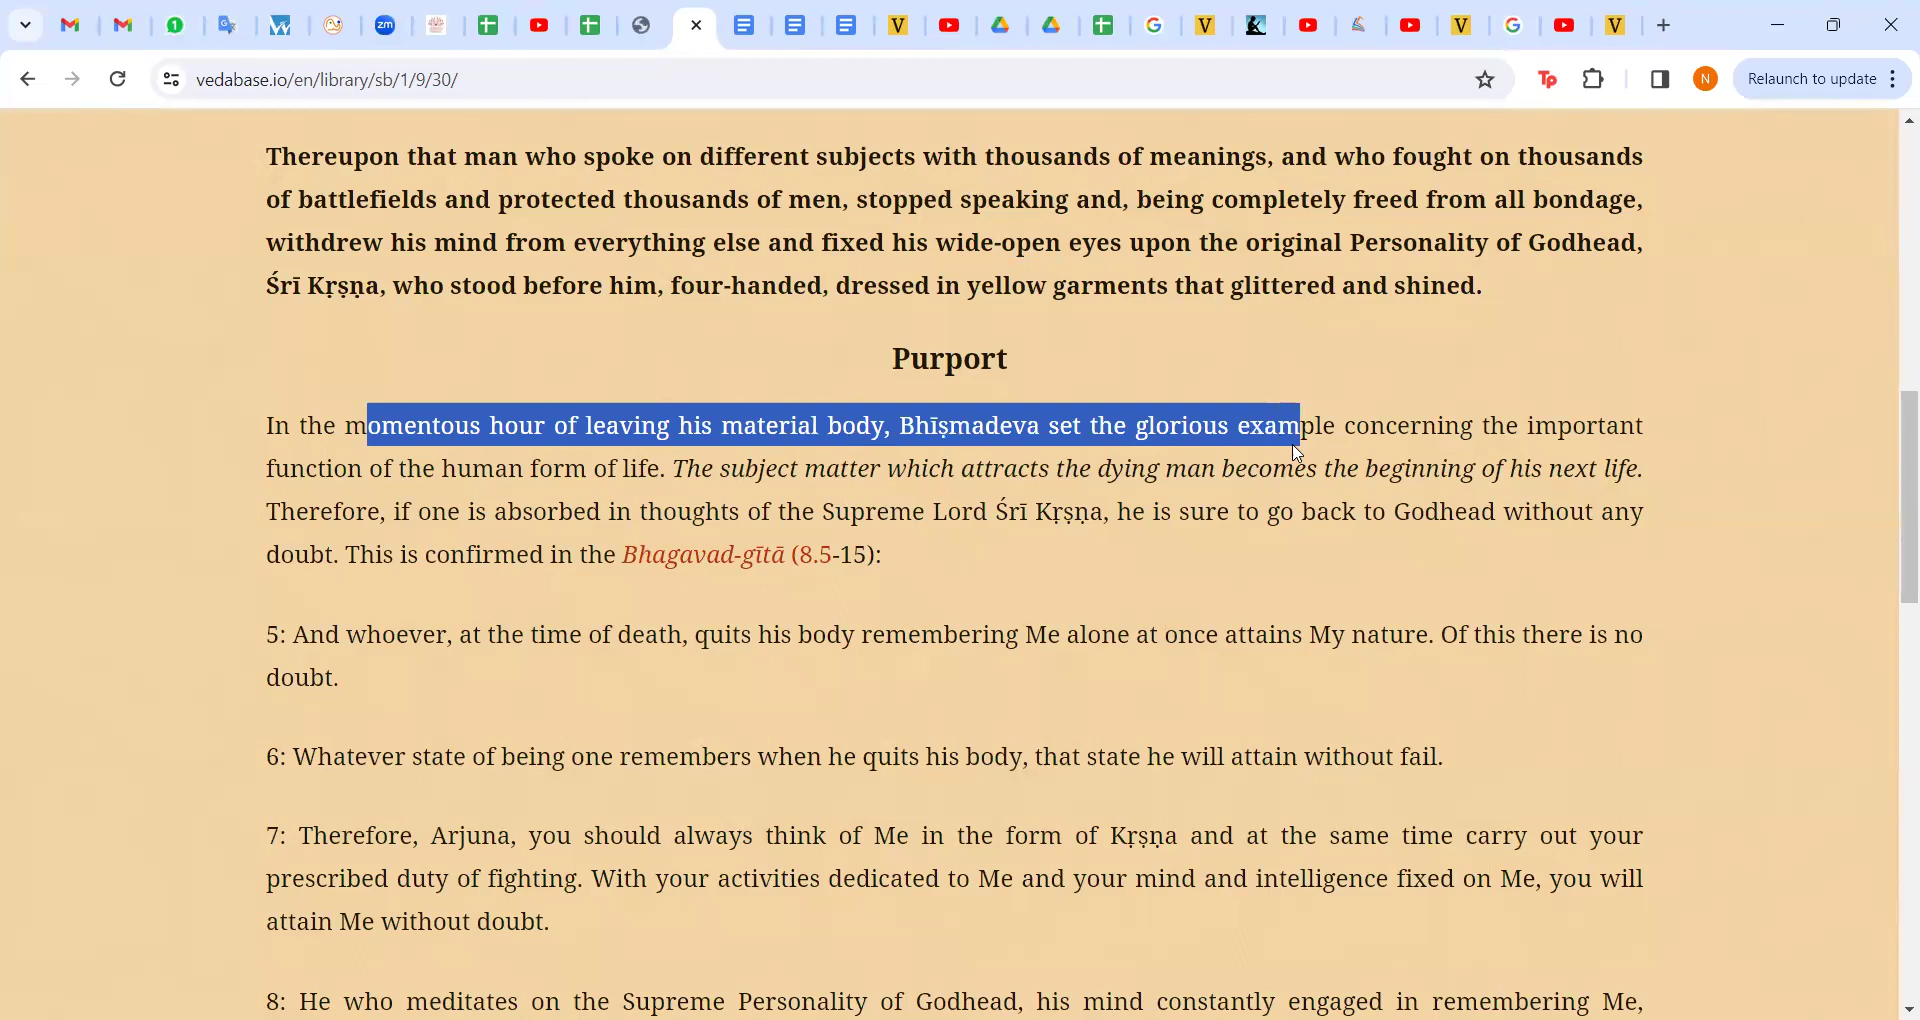 vedabase.io/en/library/sb/1/9/30/
Relaunch to update
Thereupon that man who spoke on different subjects with thousands of meanings, and who fought on thousands
of battlefields and protected thousands of men, stopped speaking and, being completely freed from all bondage,
withdrew his mind from everything else and fixed his wide-open eyes upon the original Personality of Godhead,
Śrī Kṛṣṇa, who stood before him, four-handed, dressed in yellow garments that glittered and shined.
Purport
In the momentous hour of leaving his material body, Bhīṣmadeva set the glorious example concerning the important
function of the human form of life. The subject matter which attracts the dying man becomes the beginning of his next life.
Therefore, if one is absorbed in thoughts of the Supreme Lord Śrī Kṛṣṇa, he is sure to go back to Godhead without any
doubt. This is confirmed in the Bhagavad-gītā (8.5-15):
5: And whoever, at the time of death, quits his body remembering Me alone at once attains My nature. Of this there is no
doubt.
6: Whatever state of being one remembers when he quits his body, that state he will attain without fail.
7: Therefore, Arjuna, you should always think of Me in the form of Kṛṣṇa and at the same time carry out your
prescribed duty of fighting. With your activities dedicated to Me and your mind and intelligence fixed on Me, you will
attain Me without doubt.
8: He who meditates on the Supreme Personality of Godhead, his mind constantly engaged in remembering Me,